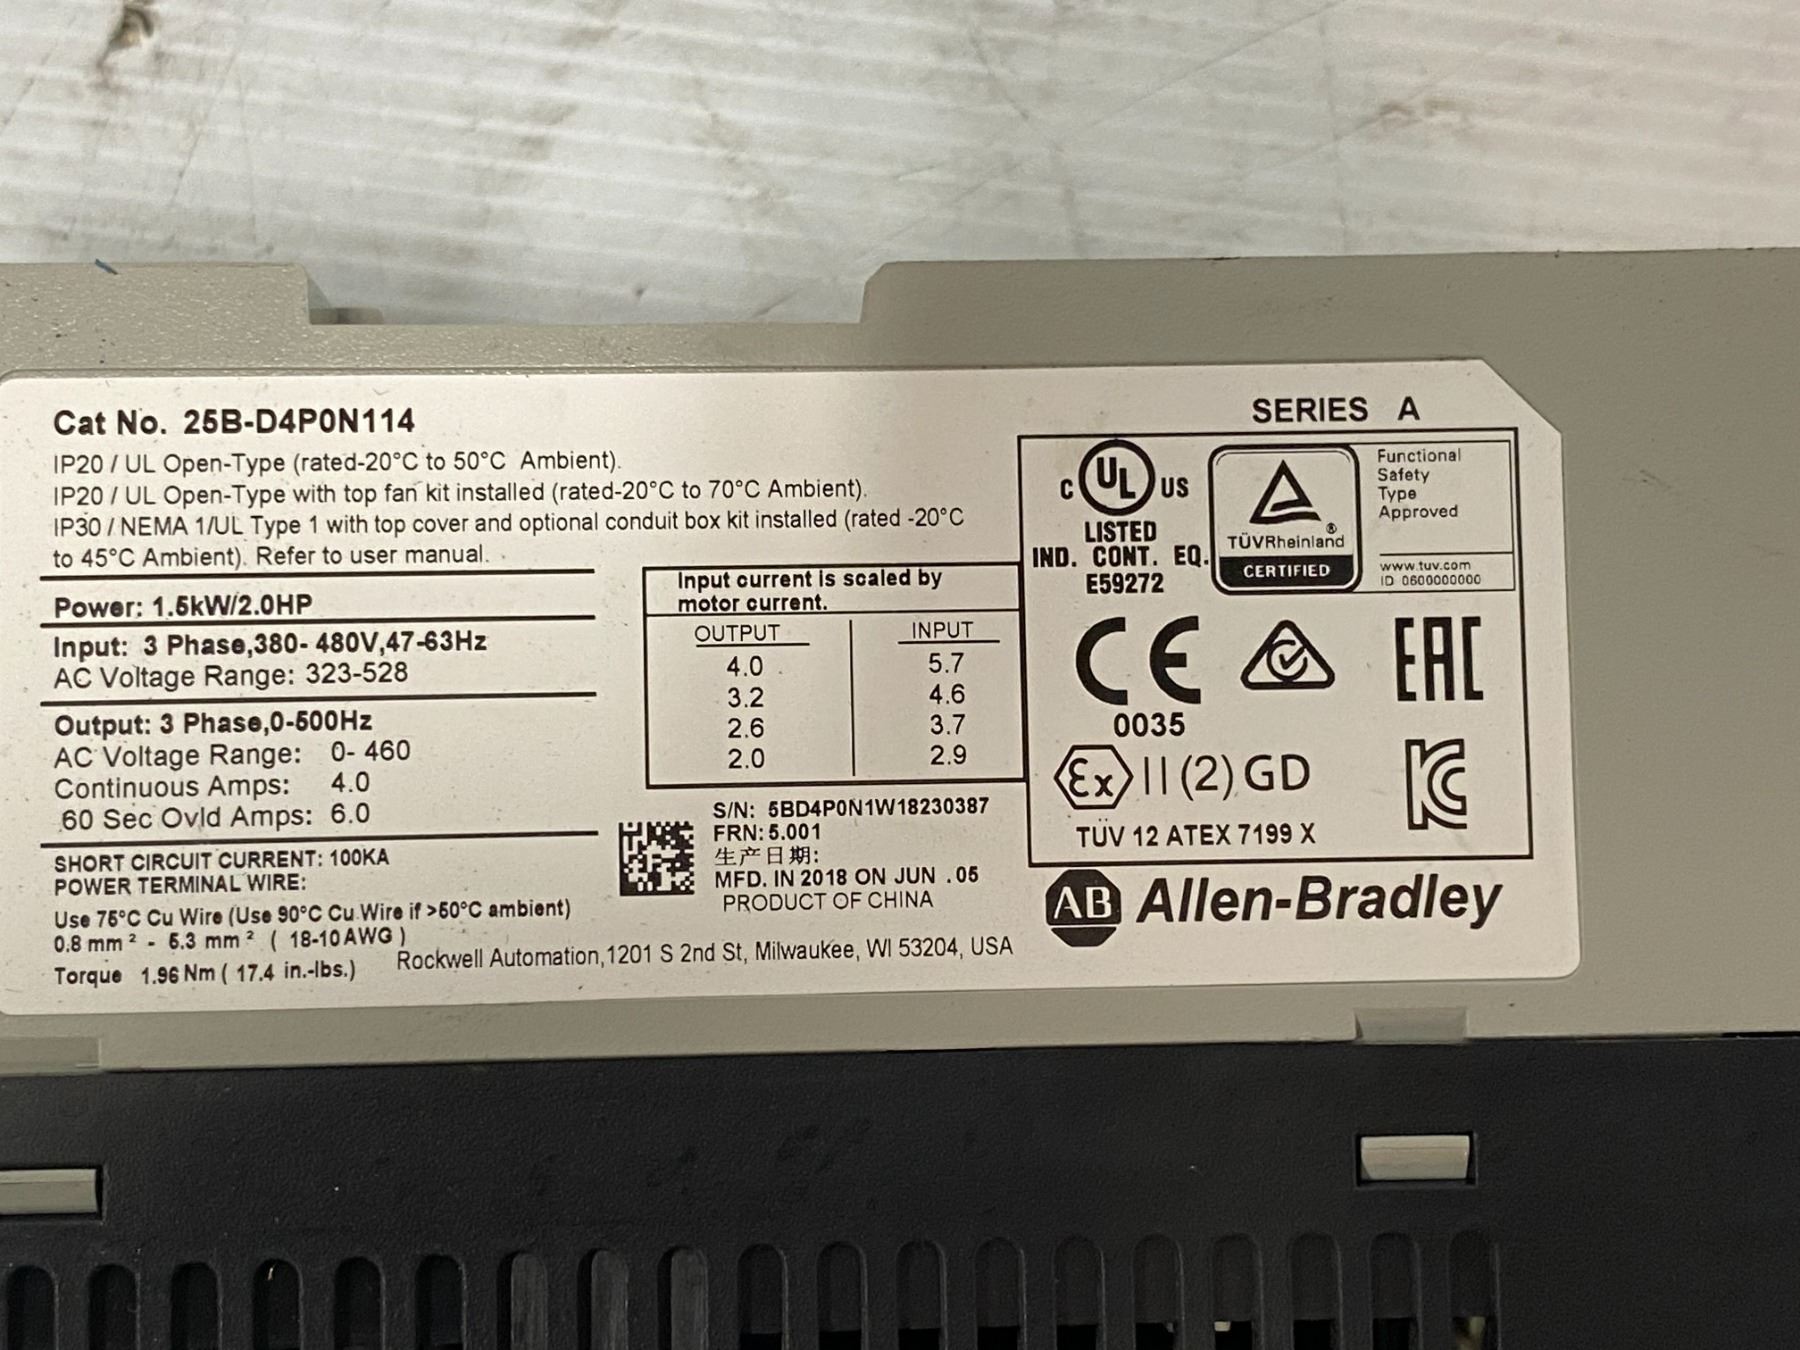 Cat No. 25B-D4P0N114
IP20 / UL Open-Type (rated-20°C to 50°C Ambient).
IP20 / UL Open-Type with top fan kit installed (rated-20°C to 70°C Ambient).
IP30 / NEMA 1/UL Type 1 with top cover and optional conduit box kit installed (rated -20°C
to 45°C Ambient). Refer to user manual.
Power: 1.5kW/2.0HP
Input: 3 Phase,380- 480V,47-63Hz
AC Voltage Range: 323-528
Output: 3 Phase,0-500Hz
AC Voltage Range: 0- 460
Continuous Amps: 4.0
60 Sec Ovld Amps: 6.0
SHORT CIRCUIT CURRENT: 100KA
POWER TERMINAL WIRE:
Use 75°C Cu Wire (Use 90°C Cu Wire if >50°C ambient)
0.8 mm² - 5.3 mm² ( 18-10 AWG )
Torque 1.96 Nm ( 17.4 in.-lbs.)
Input current is scaled by
motor current.
OUTPUT INPUT
4.0 5.7
3.2 4.6
2.6 3.7
2.0 2.9
S/N: 5BD4P0N1W18230387
FRN: 5.001
生产日期:
MFD. IN 2018 ON JUN . 05
PRODUCT OF CHINA
Rockwell Automation,1201 S 2nd St, Milwaukee, WI 53204, USA
SERIES A
C UL US
LISTED
IND. CONT. EQ.
E59272
TÜVRheinland ®
CERTIFIED
Functional
Safety
Type
Approved
www.tuv.com
ID 0600000000
CE
0035
EAC
Ex II (2) GD
TÜV 12 ATEX 7199 X
KC
AB Allen-Bradley